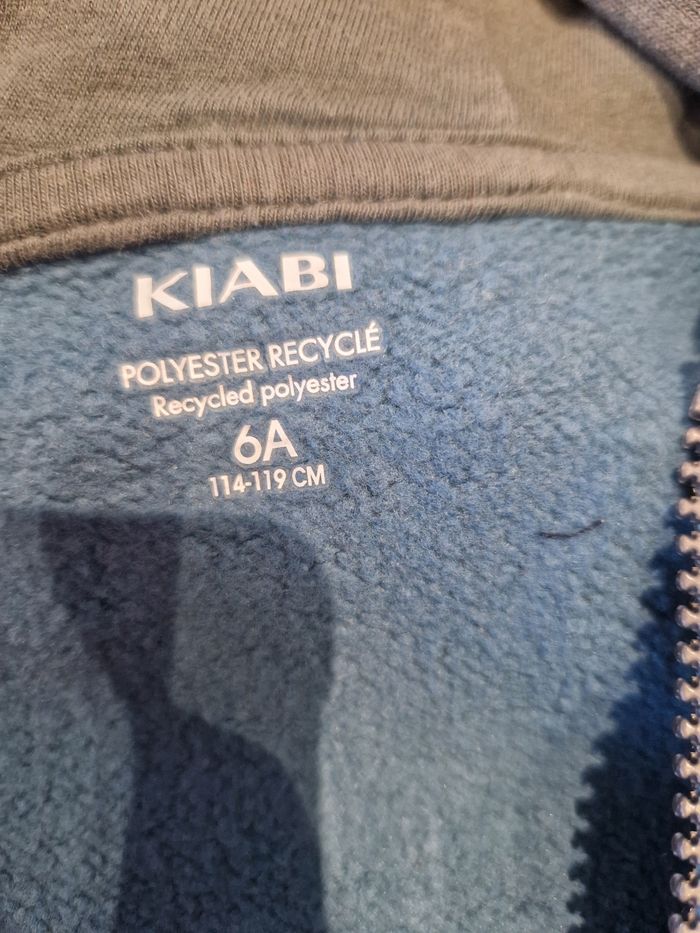 KIABI
POLYESTER RECYCLÉ
Recycled polyester
6A
114-119 CM